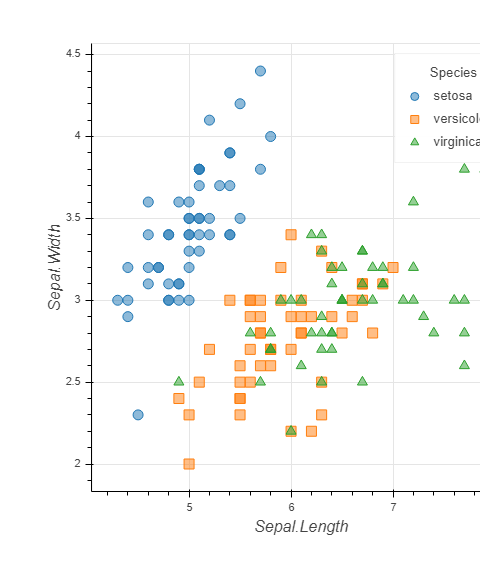 4.5
4
3.5
3
2.5
2
Sepal.Width
Species
setosa
versicol
virginica
5
6
7
Sepal.Length